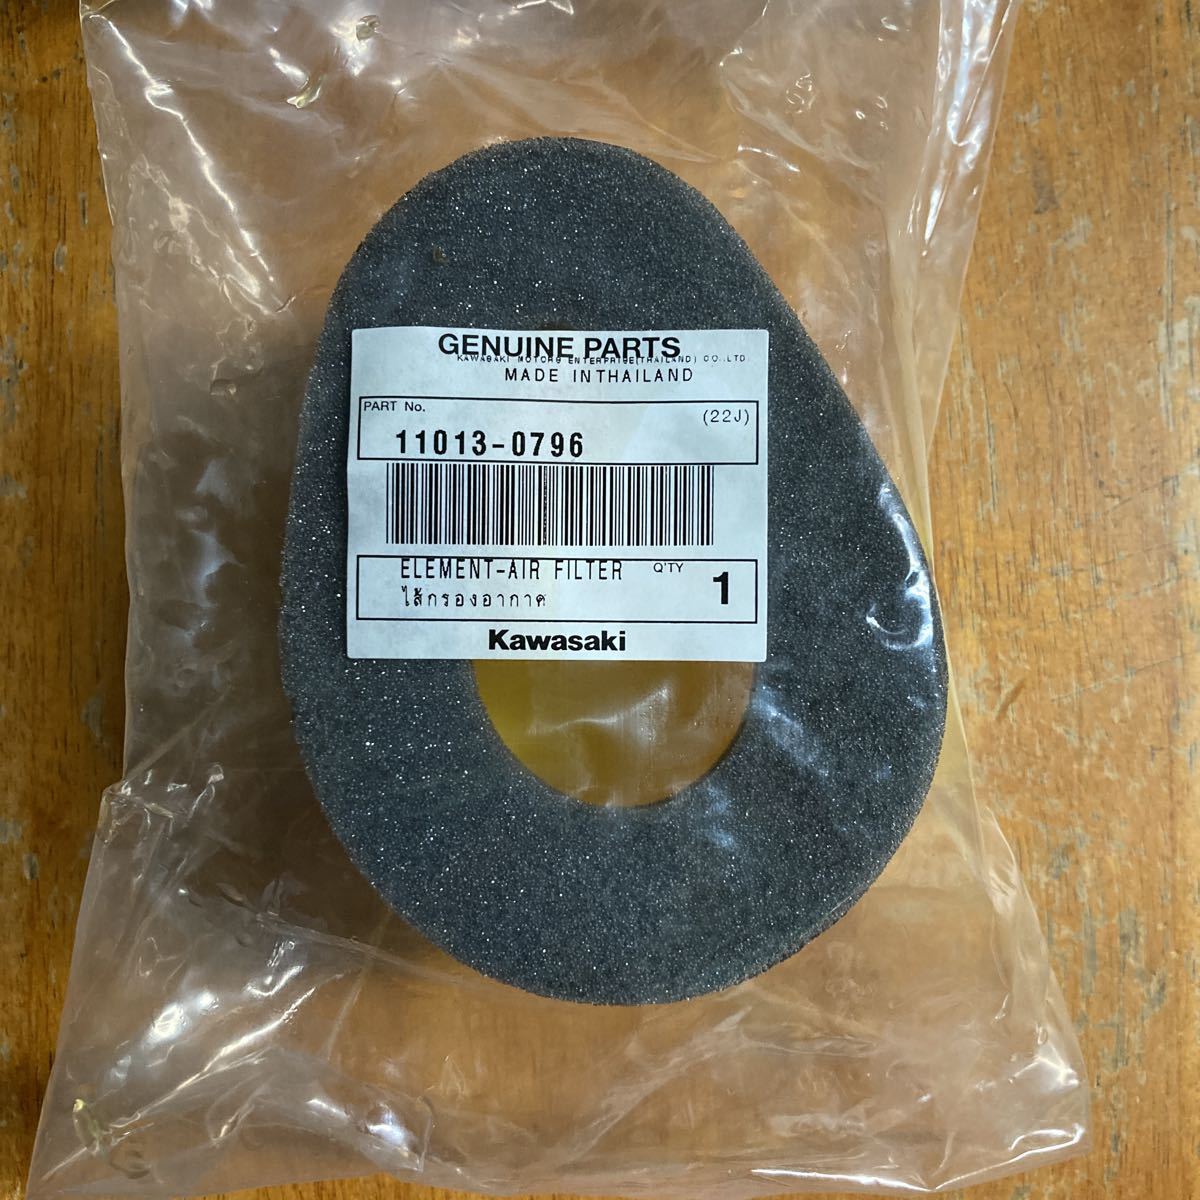 GENUINE PARTS
KAWASAKI MOTORS ENTERPRISE(THAILAND) CO.,LTD
MADE INTHAILAND
PART No.
(22J)
11013-0796
ELEMENT-AIR FILTER Q'TY 1
ไส้กรองอากาศ
Kawasaki